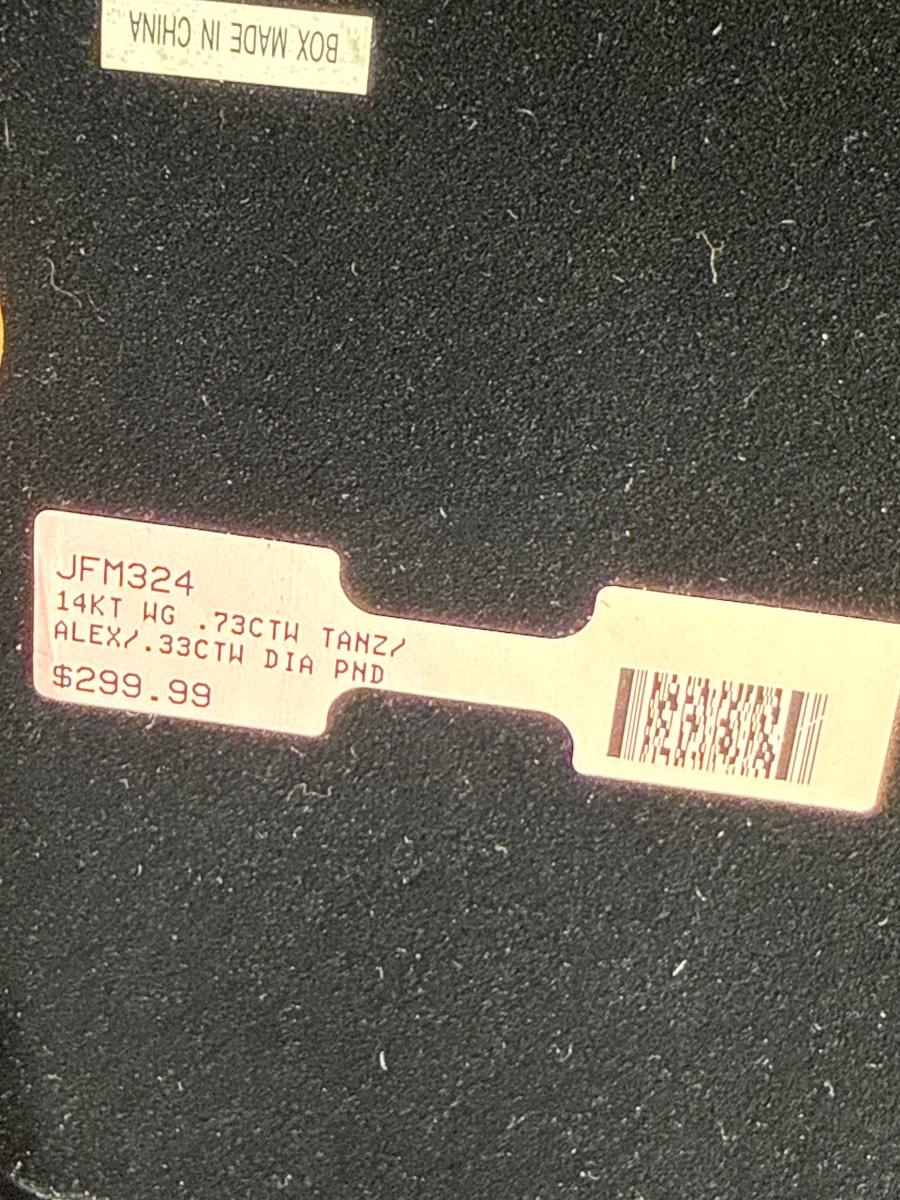 BOX MADE IN CHINA
JFM324
14KT WG .73CTW TANZ/
ALEX/.33CTW DIA PND
$299.99